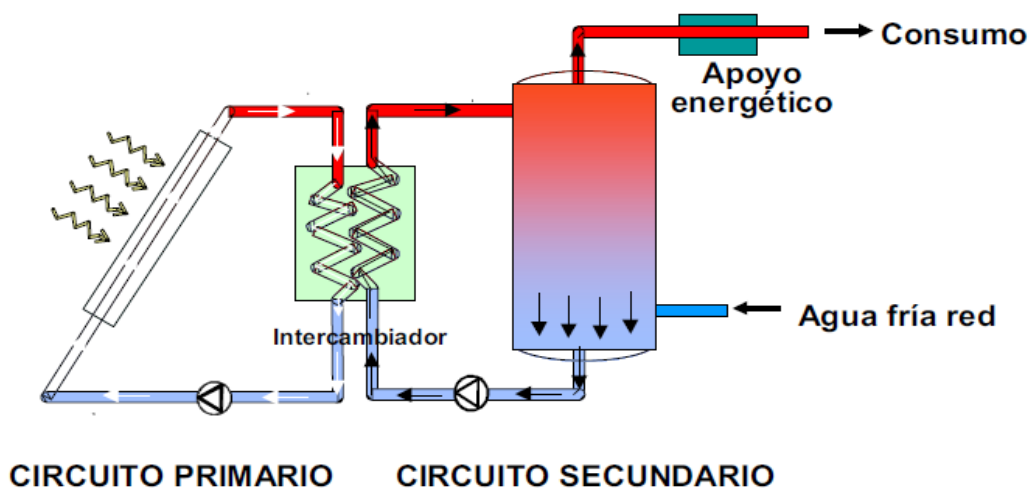 Consumo
Apoyo
energético
Agua fría red
Intercambiador
CIRCUITO PRIMARIO
CIRCUITO SECUNDARIO